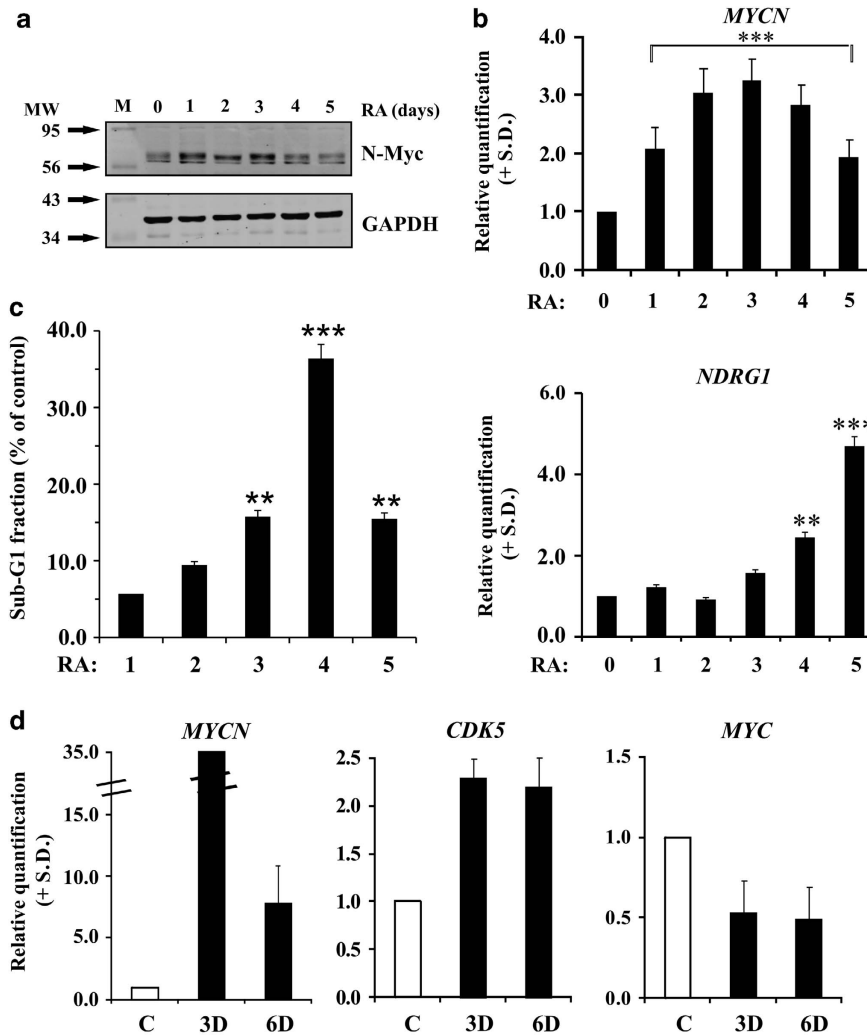 a
MW M 0 1 2 3 4 5 RA (days)
95
N-Myc
56
43
GAPDH
34
b
MYCN
***
Relative quantification
(+ S.D.)
4.0
3.0
2.0
1.0
0.0
RA: 0 1 2 3 4 5
c
Sub-G1 fraction (% of control)
40.0
30.0
20.0
10.0
0.0
***
**
**
RA: 1 2 3 4 5
NDRG1
Relative quantification
(+ S.D.)
6.0
4.0
2.0
0.0
***
**
RA: 0 1 2 3 4 5
d
MYCN
Relative quantification
(+ S.D.)
35.0
15.0
10.0
5.0
0.0
C 3D 6D
CDK5
2.5
2.0
1.5
1.0
0.5
0.0
C 3D 6D
MYC
1.5
1.0
0.5
0.0
C 3D 6D